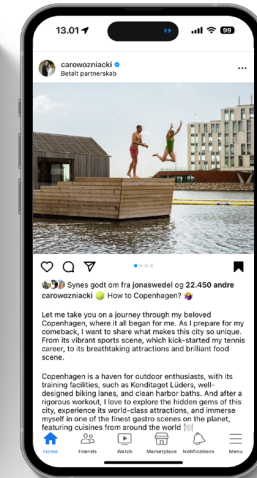 13.01
99
carowozniacki
Betalt partnerskab
Synes godt om fra jonaswedel og 22.450 andre
carowozniacki 🎾 How to Copenhagen?
Let me take you on a journey through my beloved
Copenhagen, where it all began for me. As I prepare for my
comeback, I want to share what makes this city so unique.
From its vibrant sports scene, which kick-started my tennis
career, to its breathtaking attractions and brilliant food
scene.
Copenhagen is a haven for outdoor enthusiasts, with its
training facilities, such as Konditaget Lüders, well-
designed biking lanes, and clean harbor baths. And after a
rigorous workout, I love to explore the hidden gems of this
city, experience its world-class attractions, and immerse
myself in one of the finest gastro scenes on the planet,
featuring cuisines from around the world 🍽️
Home
Friends
Watch
Marketplace
Notifications
Menu